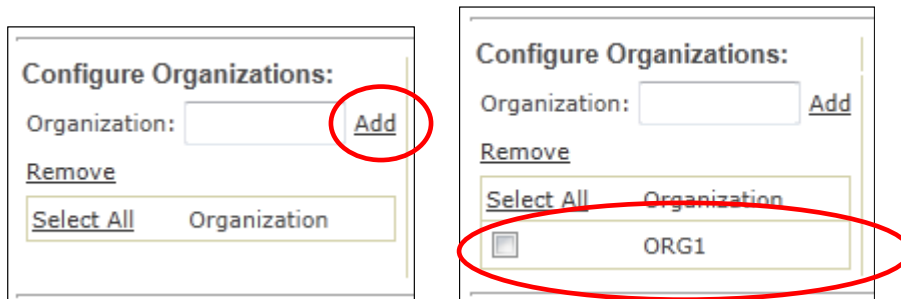 Configure Organizations:
Organization: Add
Remove
Select All Organization
Configure Organizations:
Organization: Add
Remove
Select All Organization
ORG1